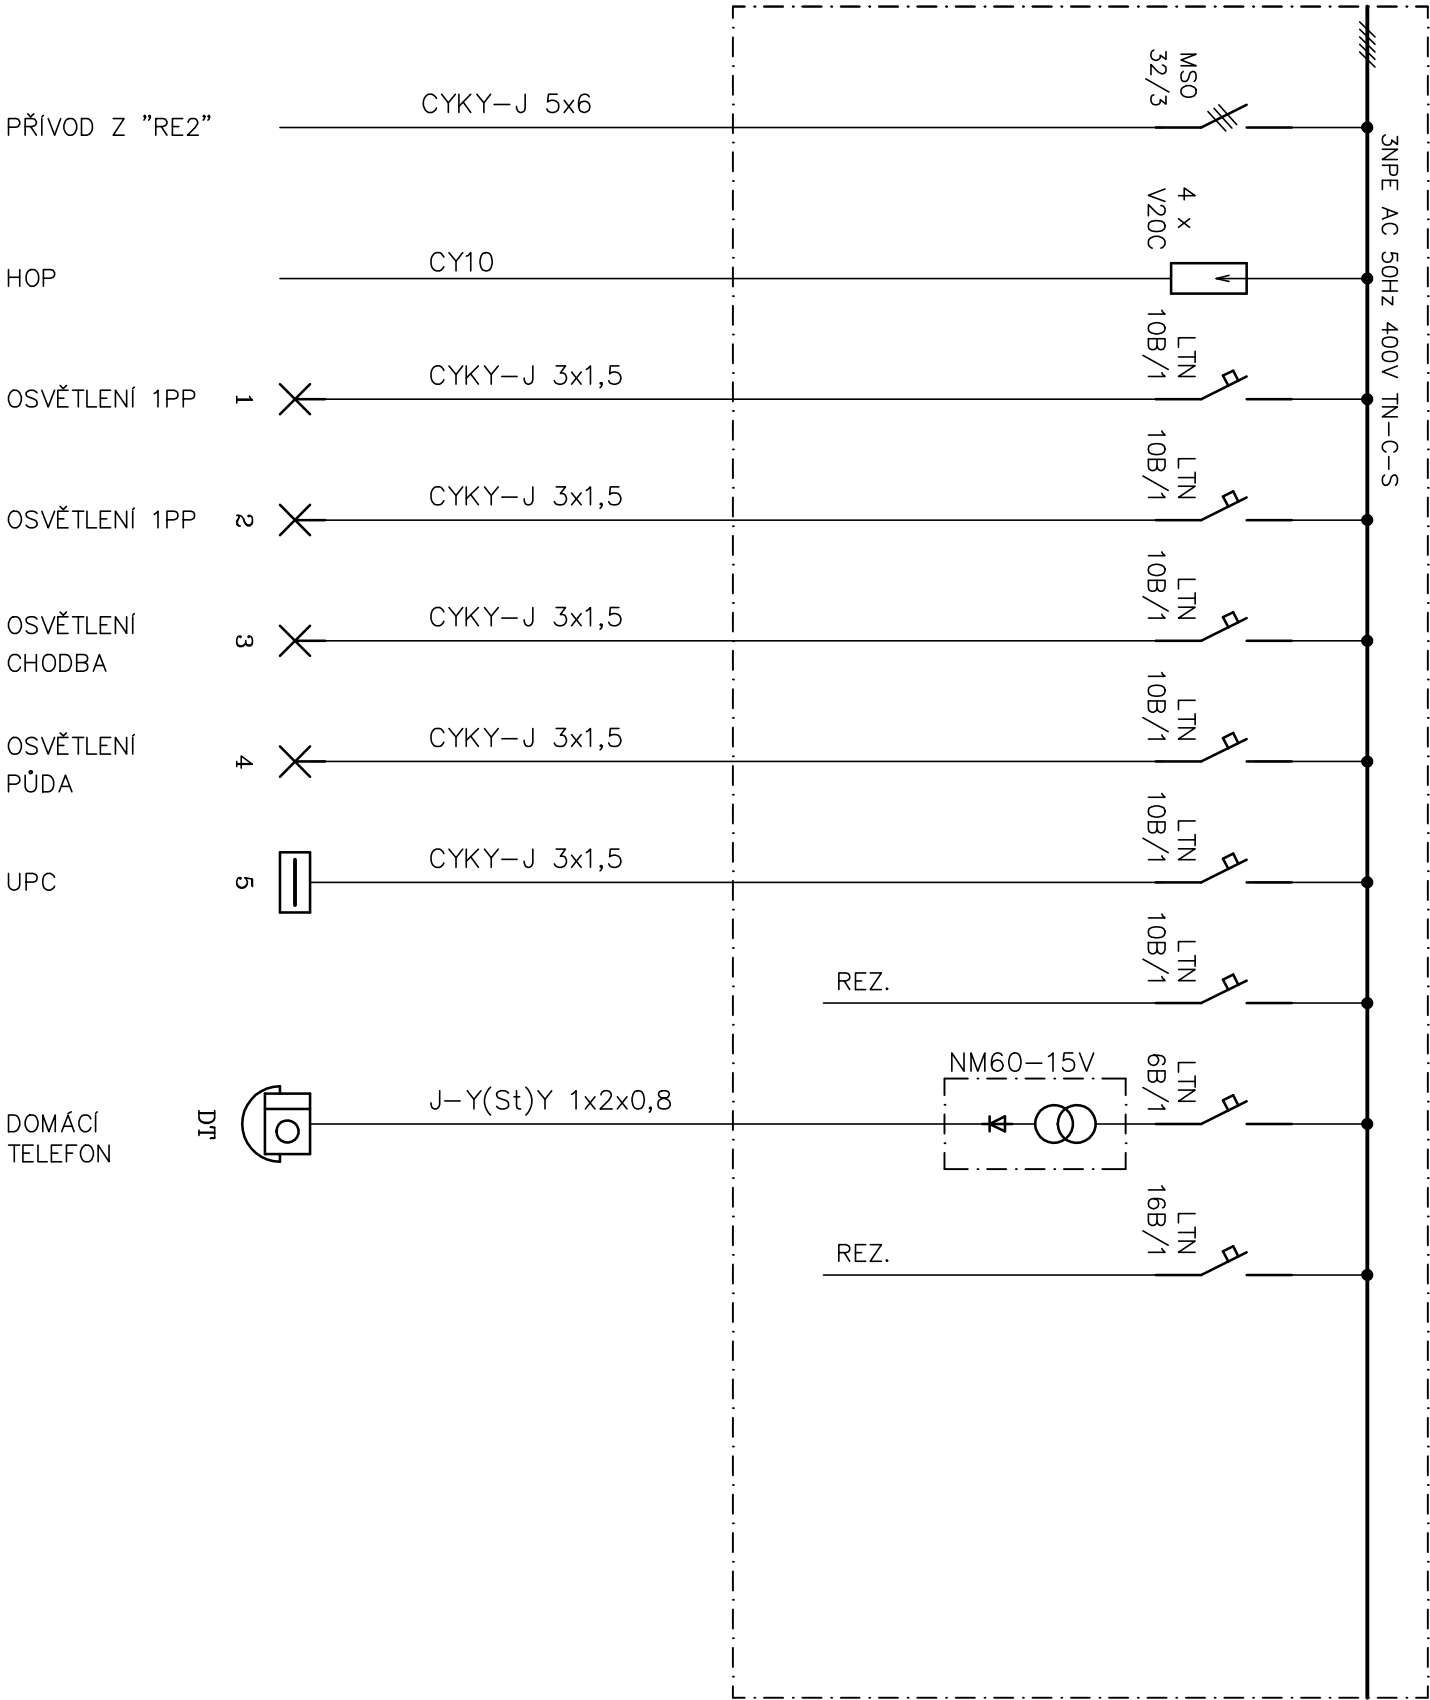 PŘÍVOD Z ”RE2”
CYKY-J 5x6
MSO
32/3
3NPE AC 50Hz 400V TN-C-S
HOP
CY10
4 x
V20C
OSVĚTLENÍ 1PP
1
CYKY-J 3x1,5
LTN
10B/1
OSVĚTLENÍ 1PP
2
CYKY-J 3x1,5
LTN
10B/1
OSVĚTLENÍ
CHODBA
3
CYKY-J 3x1,5
LTN
10B/1
OSVĚTLENÍ
PŮDA
4
CYKY-J 3x1,5
LTN
10B/1
UPC
5
CYKY-J 3x1,5
LTN
10B/1
REZ.
LTN
10B/1
DOMÁCÍ
TELEFON
DT
J-Y(St)Y 1x2x0,8
NM60-15V
LTN
6B/1
REZ.
LTN
16B/1